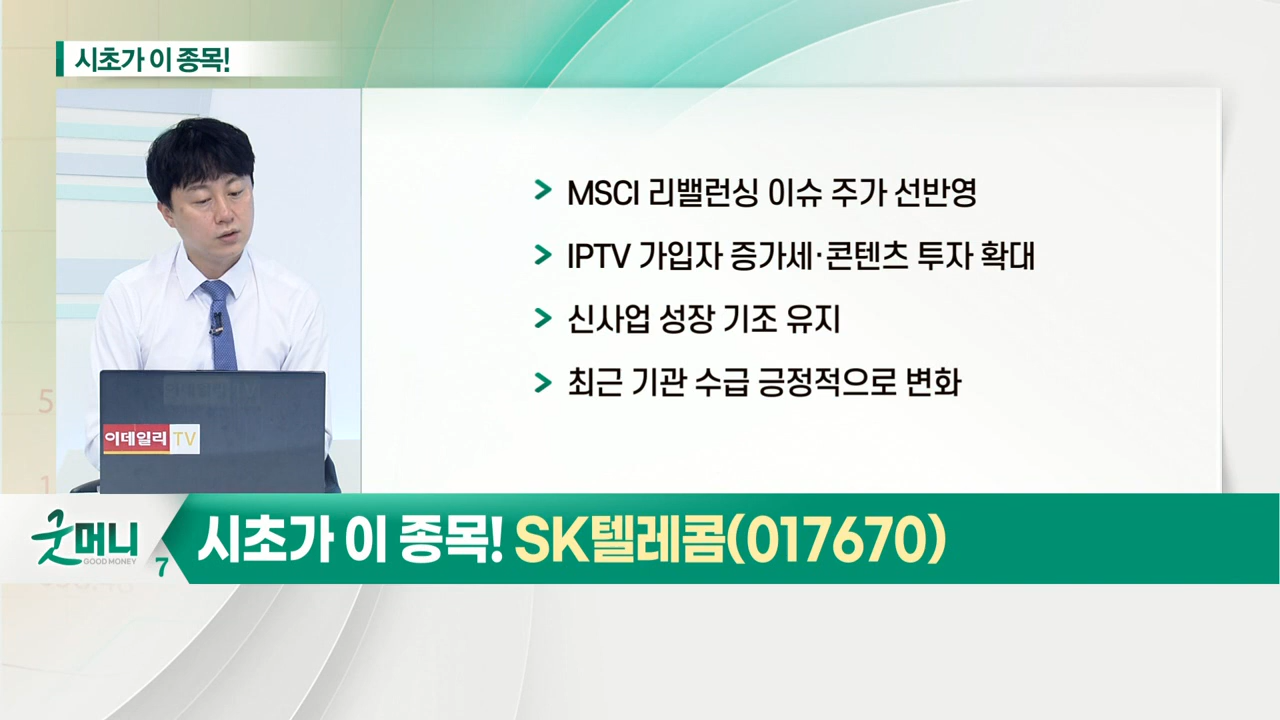 시초가 이 종목!
> MSCI 리밸런싱 이슈 주가 선반영
> IPTV 가입자 증가세·콘텐츠 투자 확대
> 신사업 성장 기조 유지
> 최근 기관 수급 긍정적으로 변화
이데일리 TV
굿머니
GOOD MONEY
7
시초가 이 종목! SK텔레콤(017670)